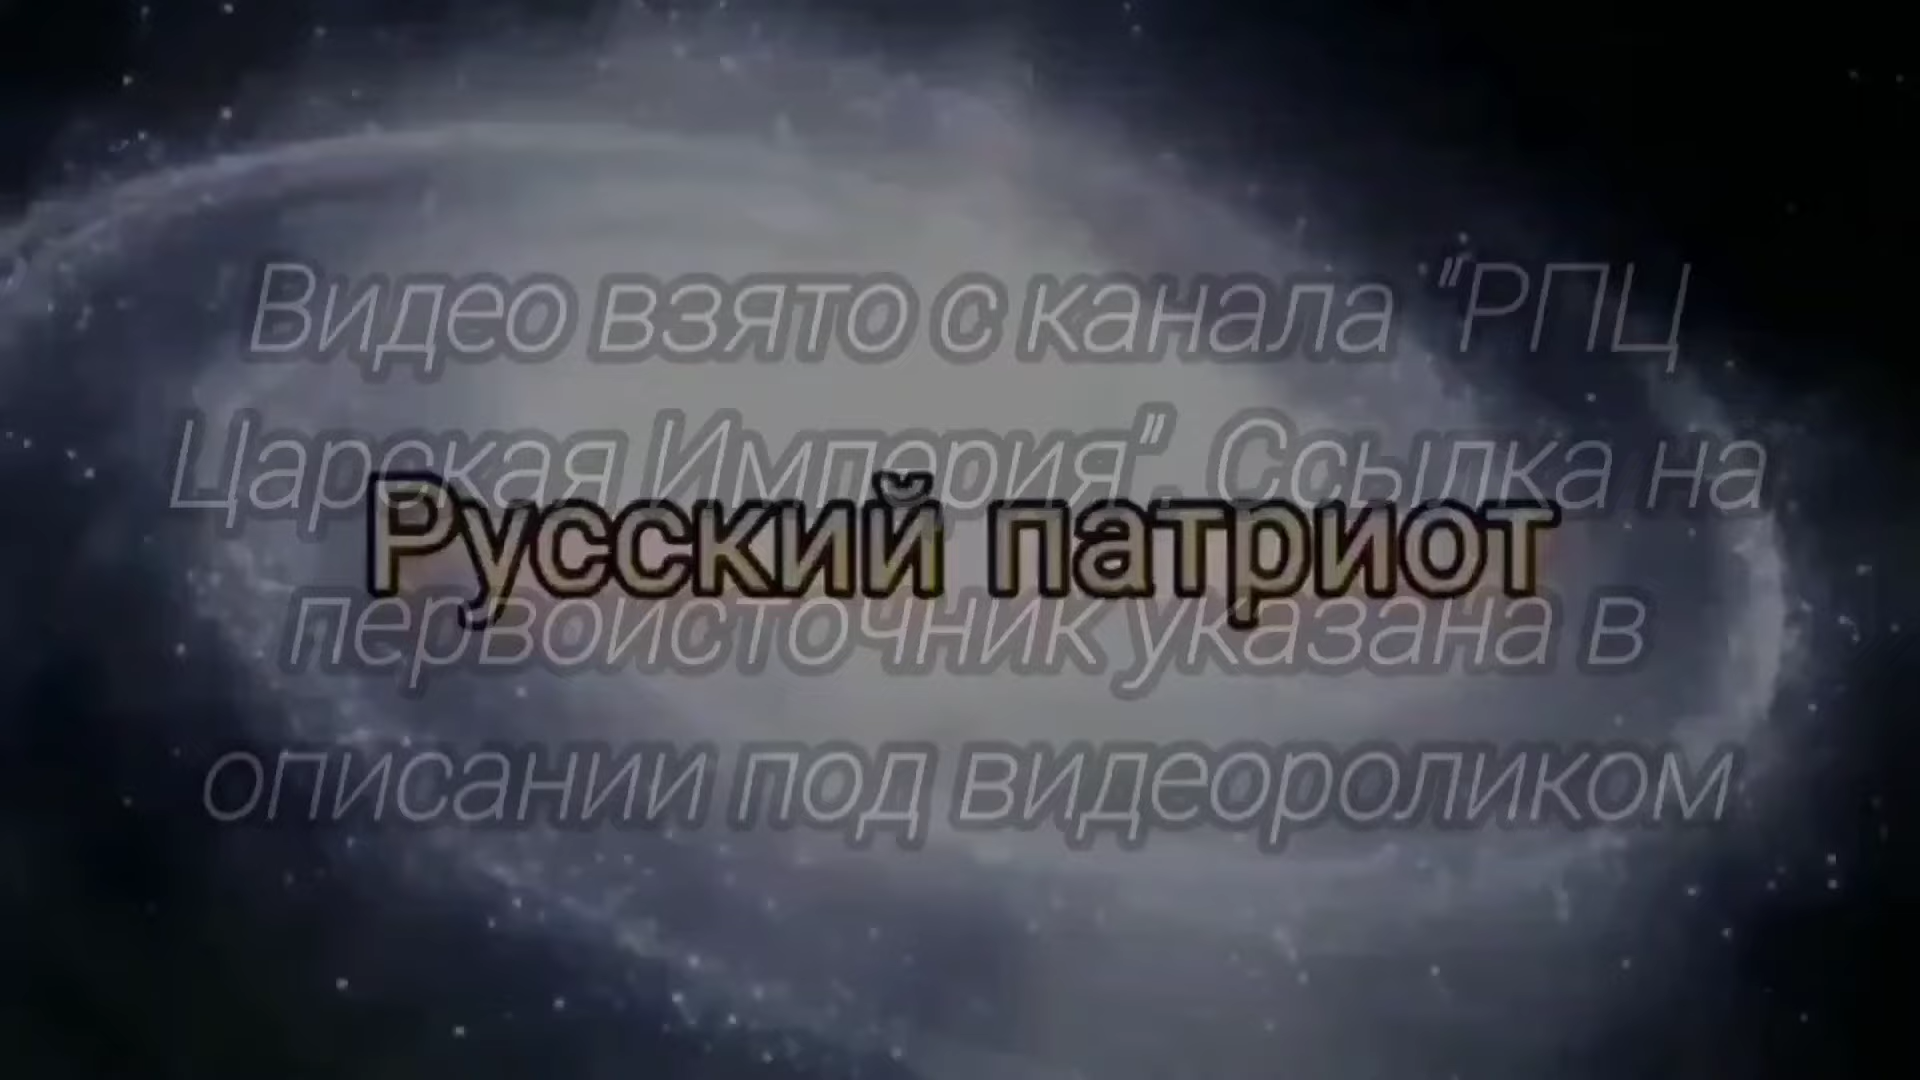 Видео взято с канала "РПЦ
Царская Империя". Ссылка на
Русский патриот
первоисточник указана в
описании под видеороликом